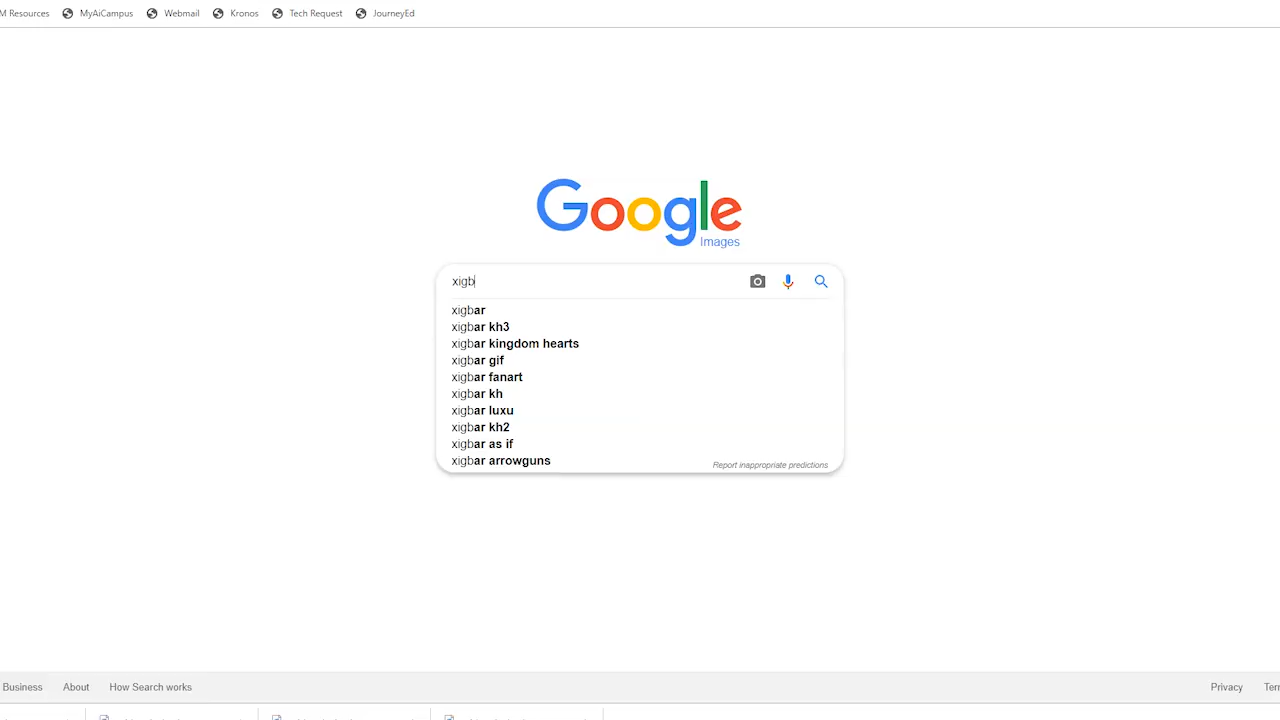 M Resources MyAiCampus Webmail Kronos Tech Request JourneyEd
Google
Images
xigb
xigbar
xigbar kh3
xigbar kingdom hearts
xigbar gif
xigbar fanart
xigbar kh
xigbar luxu
xigbar kh2
xigbar as if
xigbar arrowguns
Report inappropriate predictions
Business About How Search works Privacy Ter